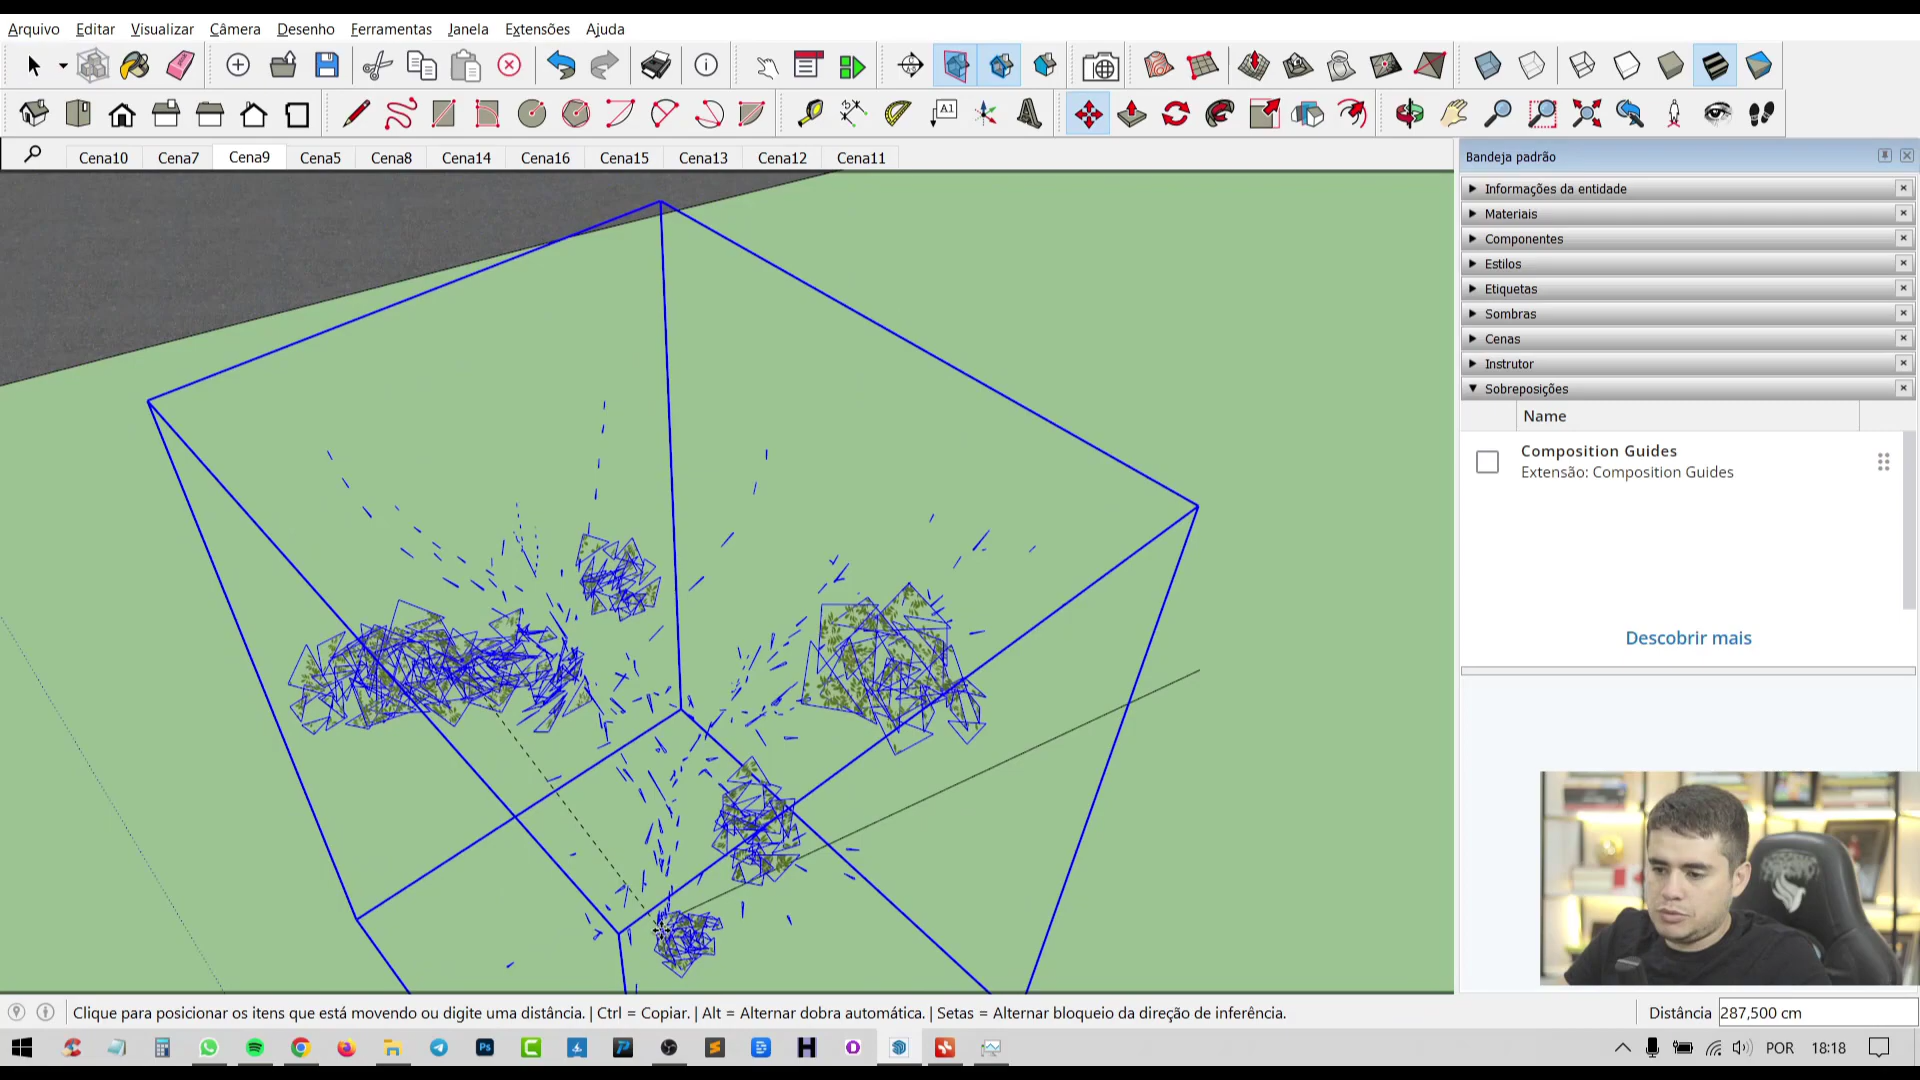 Arquivo Editar Visualizar Câmera Desenho Ferramentas Janela Extensões Ajuda
A1
Cena10 Cena7 Cena9 Cena5 Cena8 Cena14 Cena16 Cena15 Cena13 Cena12 Cena11
Bandeja padrão
Informações da entidade
Materiais
Componentes
Estilos
Etiquetas
Sombras
Cenas
Instrutor
Sobreposições
Name
Composition Guides
Extensão: Composition Guides
Descobrir mais
Clique para posicionar os itens que está movendo ou digite uma distância. | Ctrl = Copiar. | Alt = Alternar dobra automática. | Setas = Alternar bloqueio da direção de inferência.
Distância 287,500 cm
Ps
POR 18:18